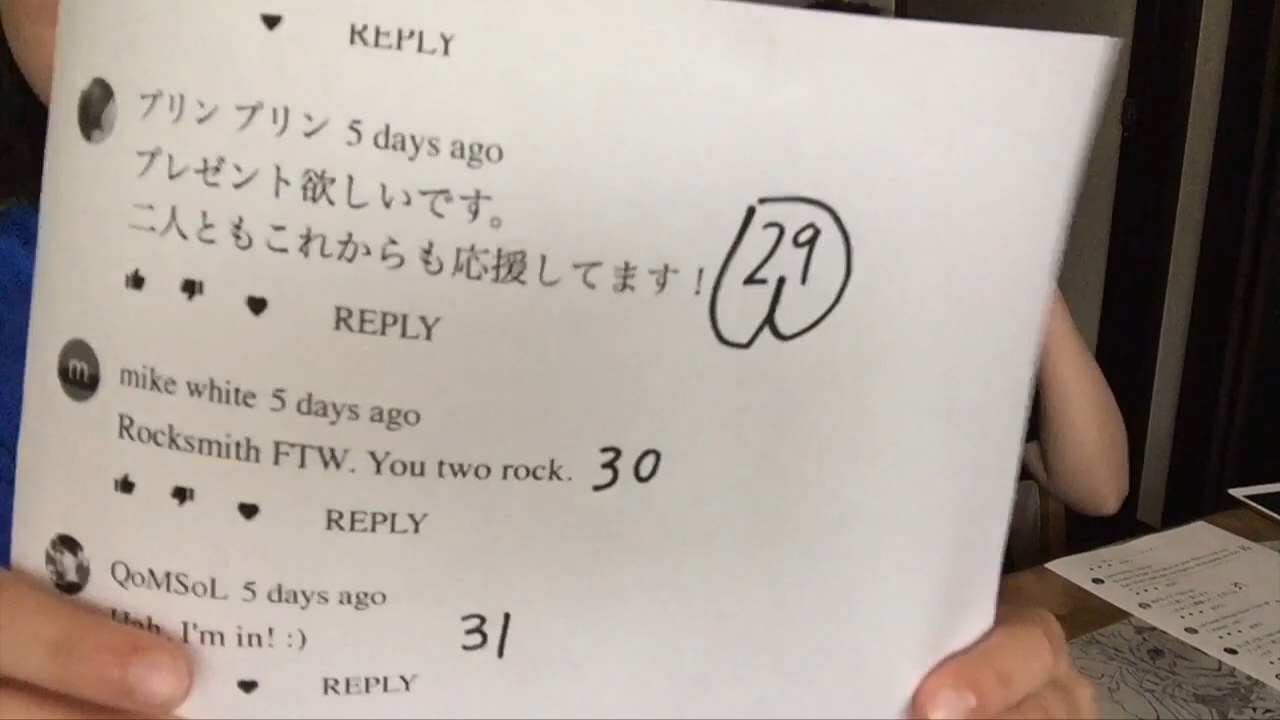 REPLY
プリン プリン 5 days ago
プレゼント欲しいです。
二人ともこれからも応援してます！ 29
REPLY
m
mike white 5 days ago
Rocksmith FTW. You two rock. 30
REPLY
QoMSoL 5 days ago
I'm in! :) 31
REPLY